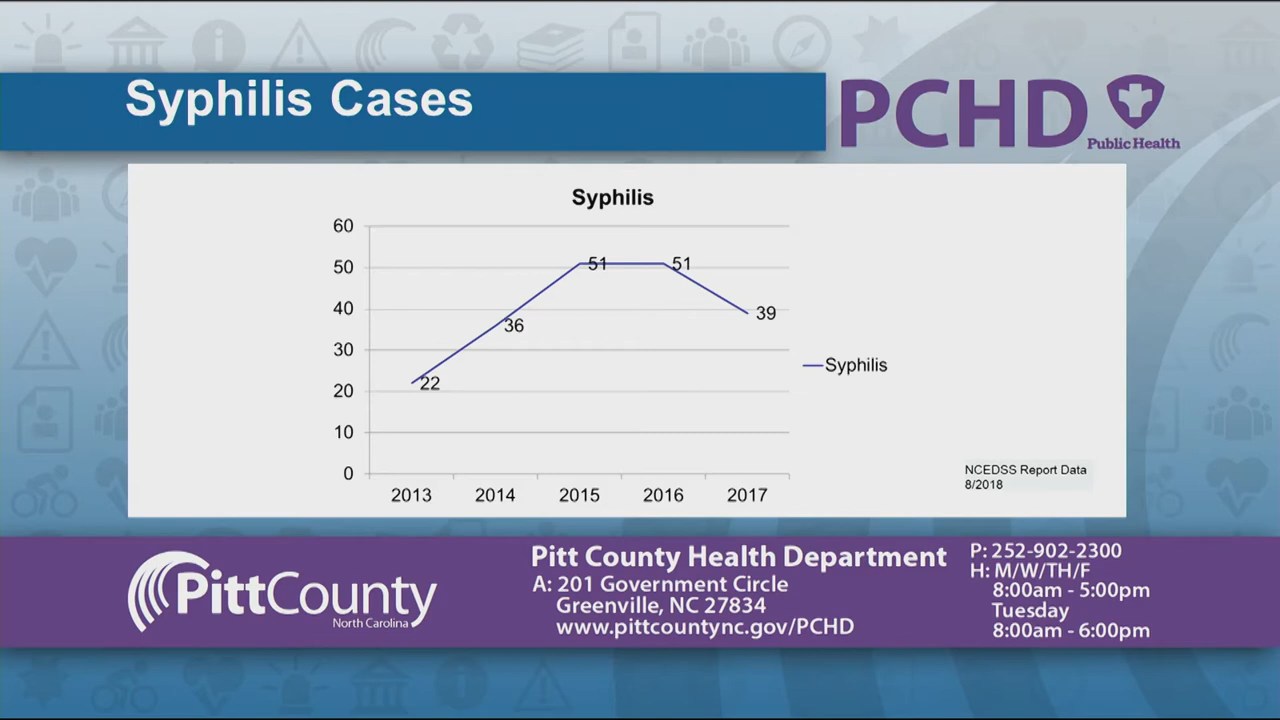 Syphilis Cases
PCHD
Public Health
Syphilis
60
50
40
30
20
10
0
51
51
36
39
22
2013 2014 2015 2016 2017
Syphilis
NCEDSS Report Data
8/2018
PittCounty
North Carolina
Pitt County Health Department
A: 201 Government Circle
Greenville, NC 27834
www.pittcountync.gov/PCHD
P: 252-902-2300
H: M/W/TH/F
8:00am - 5:00pm
Tuesday
8:00am - 6:00pm